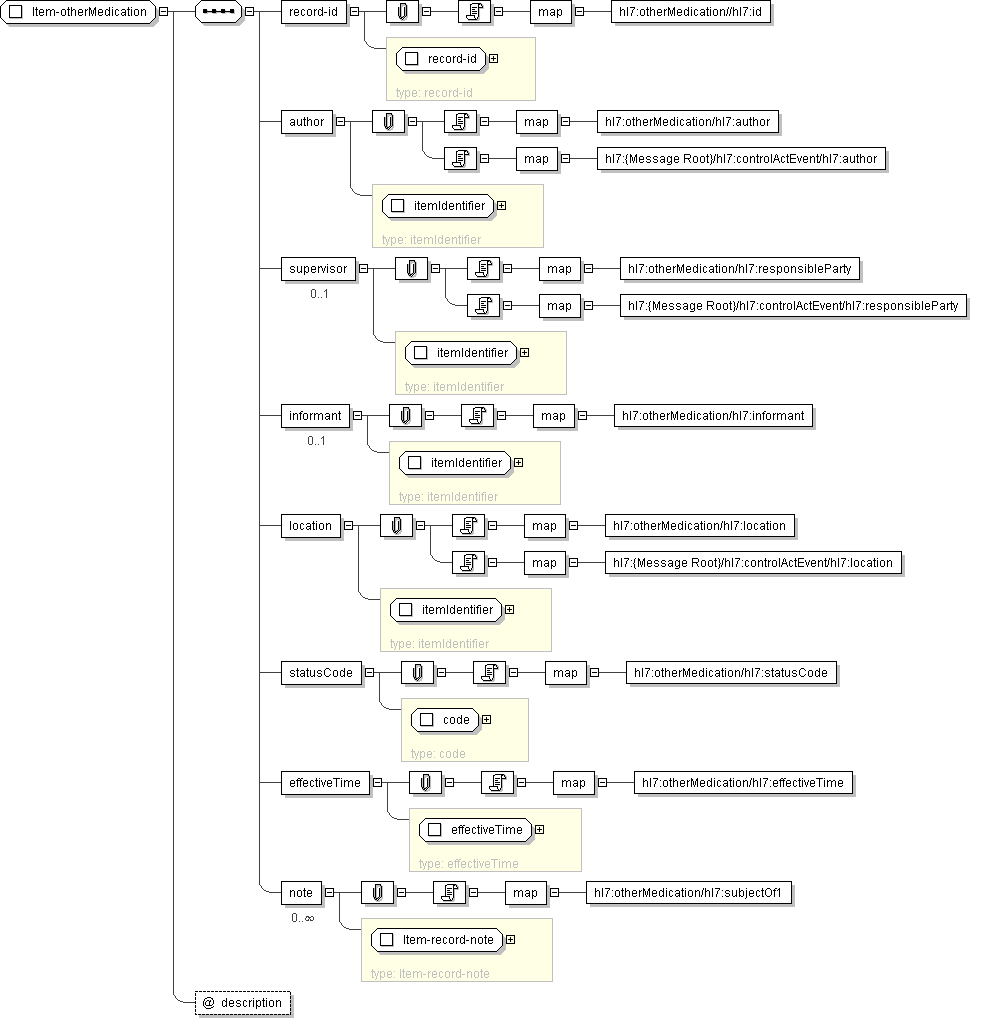 Item-otherMedication
record-id
map
hl7:otherMedication//hl7:id
record-id
type: record-id
author
map
hl7:otherMedication/hl7:author
map
hl7:{Message Root}/hl7:controlActEvent/hl7:author
itemIdentifier
type: itemIdentifier
supervisor
map
hl7:otherMedication/hl7:responsibleParty
0..1
map
hl7:{Message Root}/hl7:controlActEvent/hl7:responsibleParty
itemIdentifier
type: itemIdentifier
informant
map
hl7:otherMedication/hl7:informant
0..1
itemIdentifier
type: itemIdentifier
location
map
hl7:otherMedication/hl7:location
map
hl7:{Message Root}/hl7:controlActEvent/hl7:location
itemIdentifier
type: itemIdentifier
statusCode
map
hl7:otherMedication/hl7:statusCode
code
type: code
effectiveTime
map
hl7:otherMedication/hl7:effectiveTime
effectiveTime
type: effectiveTime
note
map
hl7:otherMedication/hl7:subjectOf1
0..∞
Item-record-note
type: Item-record-note
@ description